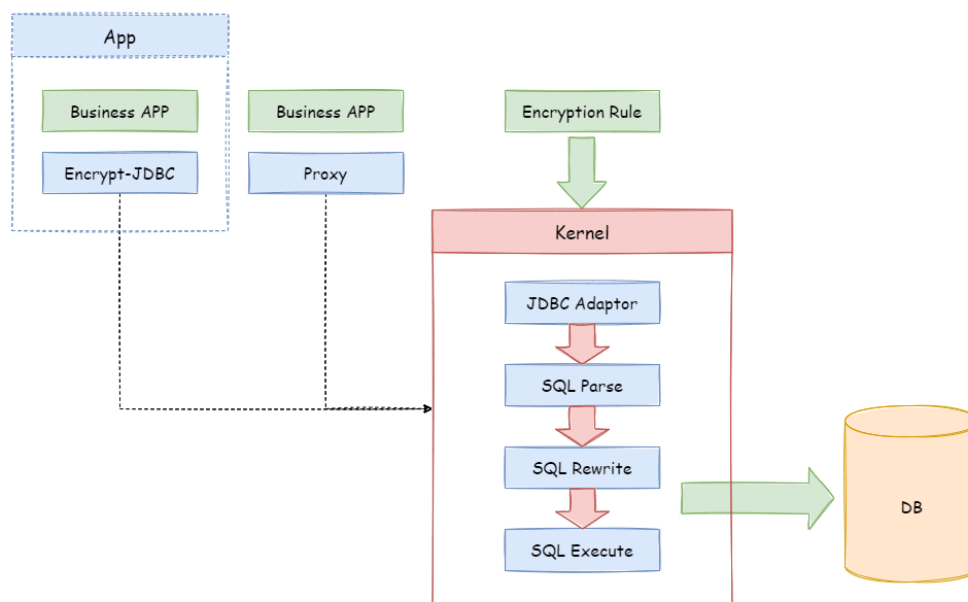 App
Business APP
Business APP
Encryption Rule
Encrypt-JDBC
Proxy
Kernel
JDBC Adaptor
SQL Parse
SQL Rewrite
DB
SQL Execute